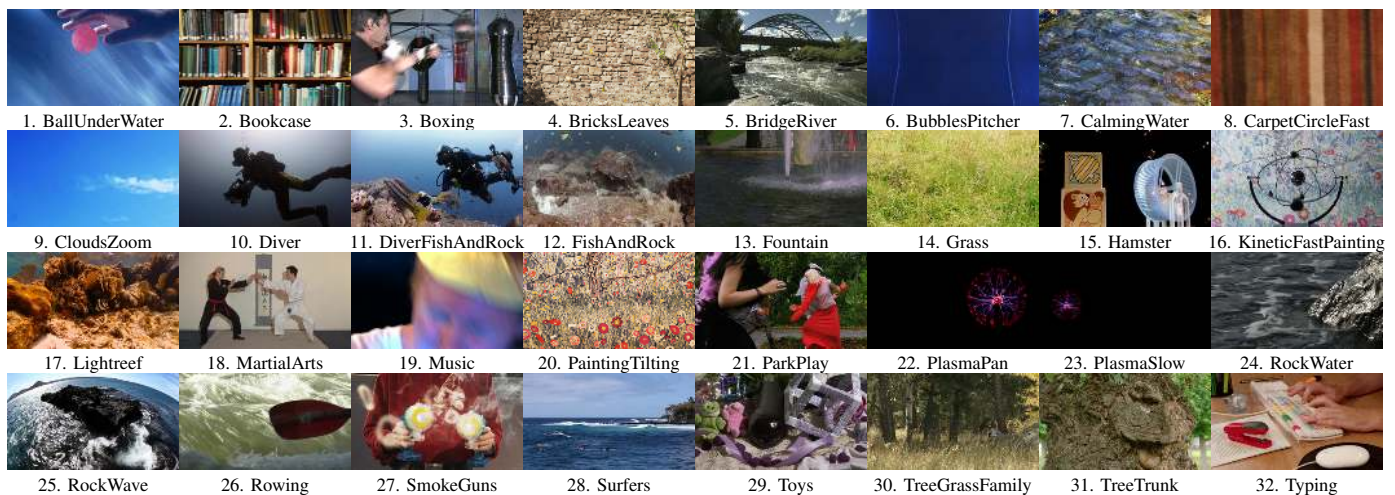 1. BallUnderWater 2. Bookcase 3. Boxing 4. BricksLeaves 5. BridgeRiver 6. BubblesPitcher 7. CalmingWater 8. CarpetCircleFast
9. CloudsZoom 10. Diver 11. DiverFishAndRock 12. FishAndRock 13. Fountain 14. Grass 15. Hamster 16. KineticFastPainting
17. Lightreef 18. MartialArts 19. Music 20. PaintingTilting 21. ParkPlay 22. PlasmaPan 23. PlasmaSlow 24. RockWater
25. RockWave 26. Rowing 27. SmokeGuns 28. Surfers 29. Toys 30. TreeGrassFamily 31. TreeTrunk 32. Typing